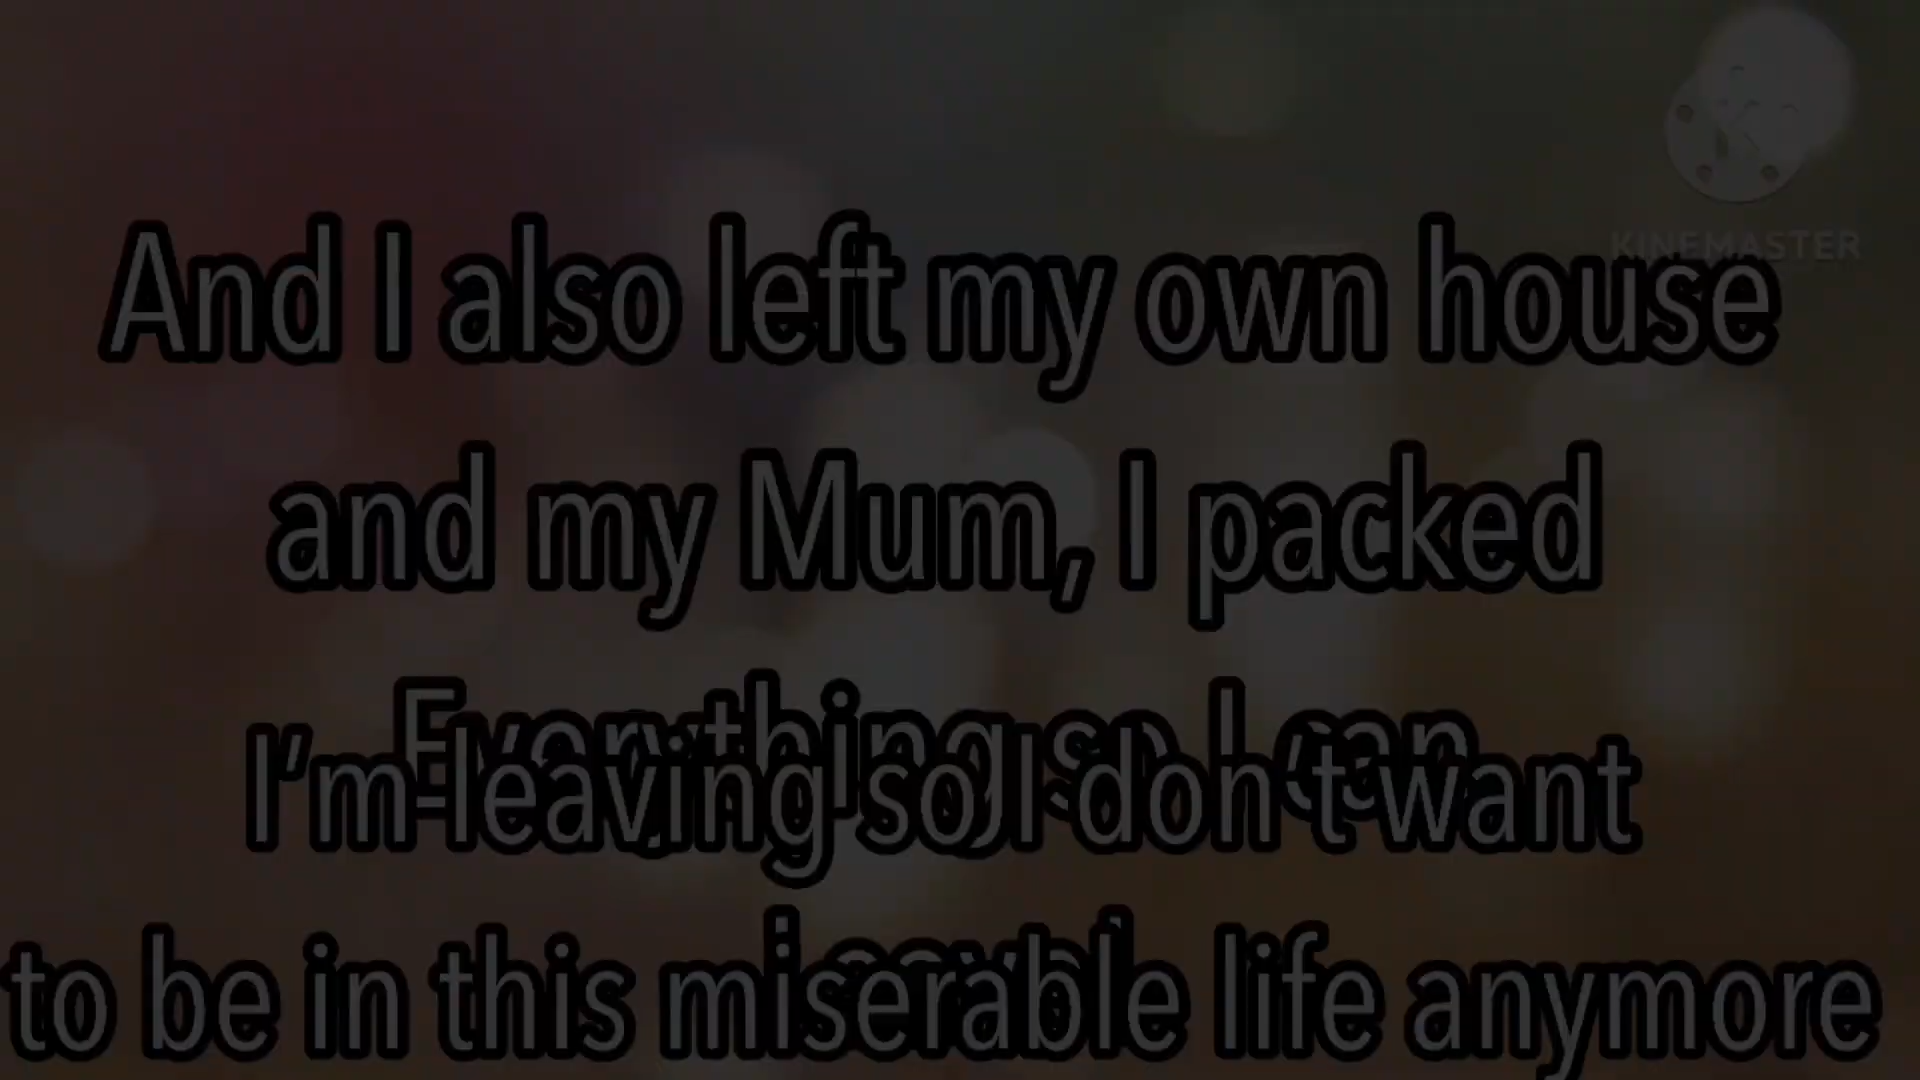 KINEMASTER
And I also left my own house
and my Mum, I packed
Everything so I can
I’m leaving so I don't want
to be in this miserable life anymore